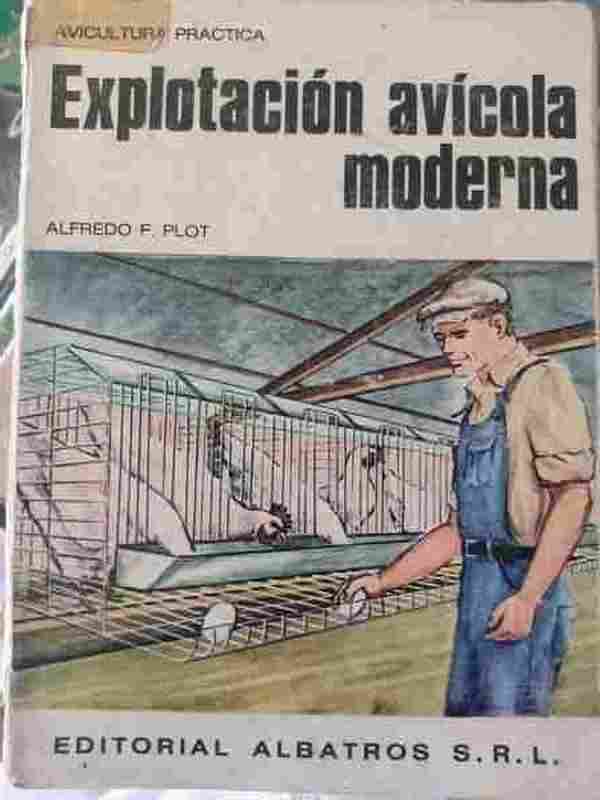 AVICULTURA PRACTICA
Explotación avícola
moderna
ALFREDO F. PLOT
EDITORIAL ALBATROS S.R.L.